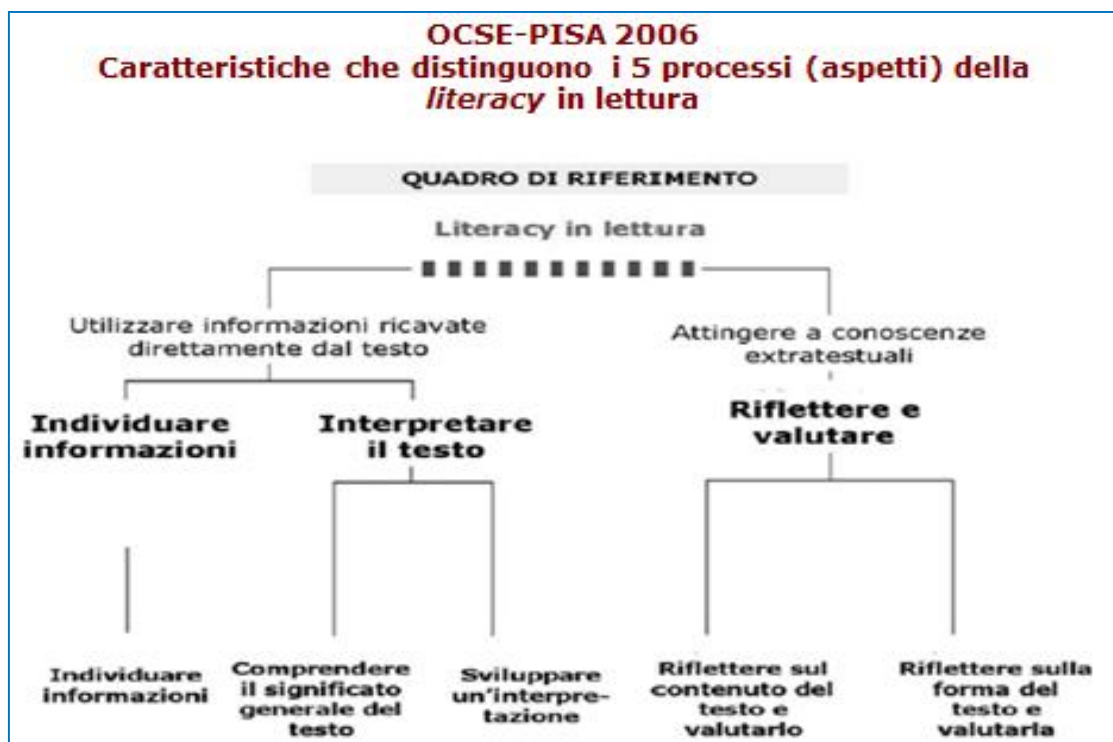 OCSE-PISA 2006
Caratteristiche che distinguono i 5 processi (aspetti) della
literacy in lettura
QUADRO DI RIFERIMENTO
Literacy in lettura
Utilizzare informazioni ricavate
direttamente dal testo
Attingere a conoscenze
extratestuali
Individuare
informazioni
Interpretare
il testo
Riflettere e
valutare
Individuare
informazioni
Comprendere
il significato
generale del
testo
Sviluppare
un'interpre-
tazione
Riflettere sul
contenuto del
testo e
valutarlo
Riflettere sulla
forma del
testo e
valutarla